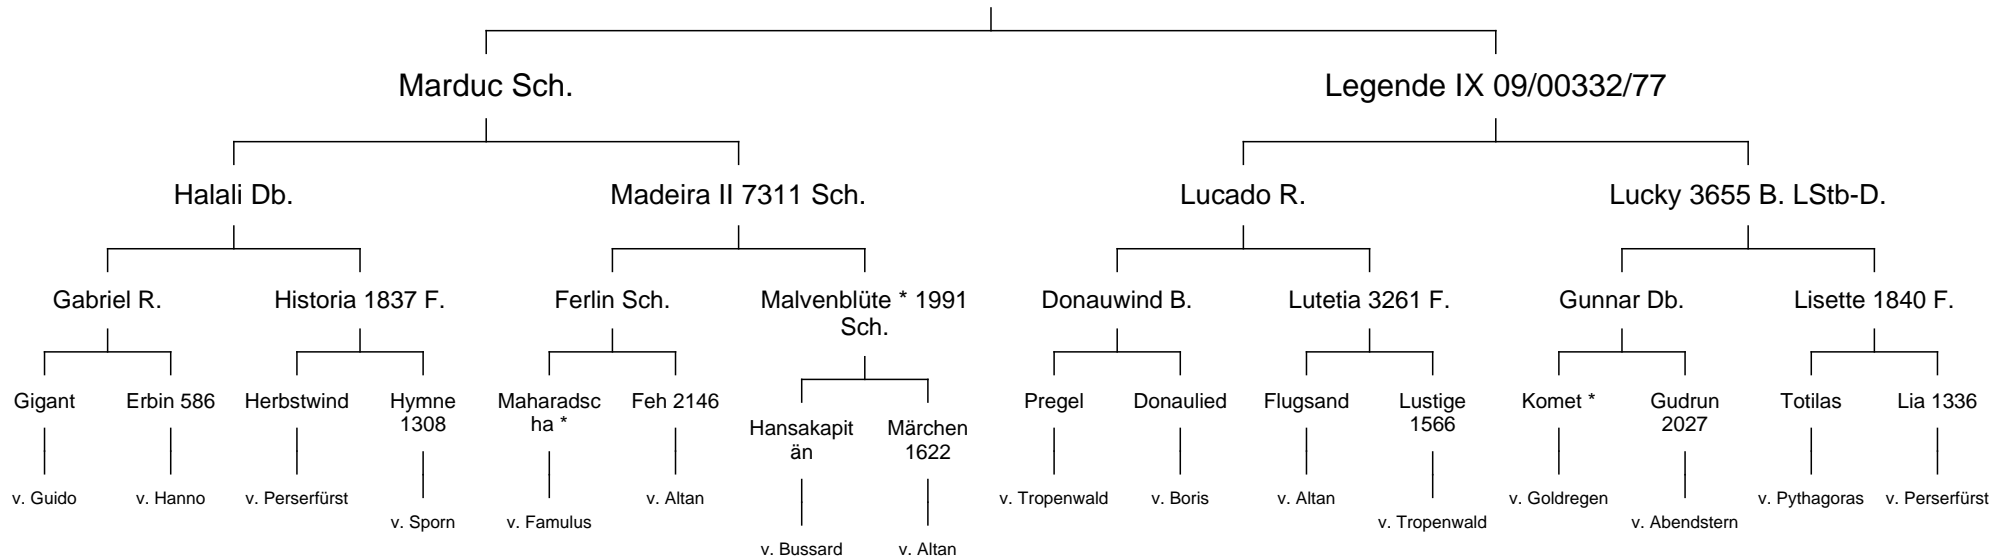 Marduc Sch.
Legende IX 09/00332/77
Halali Db.
Madeira II 7311 Sch.
Lucado R.
Lucky 3655 B. LStb-D.
Gabriel R.
Historia 1837 F.
Ferlin Sch.
Malvenblüte * 1991
Sch.
Donauwind B.
Lutetia 3261 F.
Gunnar Db.
Lisette 1840 F.
Gigant
Erbin 586
Herbstwind
Hymne
1308
Maharadsc
ha *
Feh 2146
Hansakapit
än
Märchen
1622
Pregel
Donaulied
Flugsand
Lustige
1566
Komet *
Gudrun
2027
Totilas
Lia 1336
v. Guido
v. Hanno
v. Perserfürst
v. Sporn
v. Famulus
v. Altan
v. Bussard
v. Altan
v. Tropenwald
v. Boris
v. Altan
v. Tropenwald
v. Goldregen
v. Abendstern
v. Pythagoras
v. Perserfürst